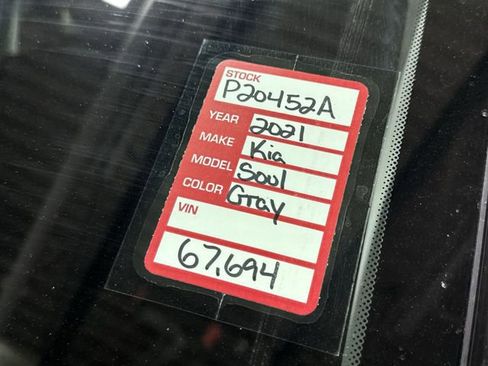 STOCK
P20452A
YEAR 2021
MAKE Kia
MODEL Soul
COLOR Gray
VIN
67,694